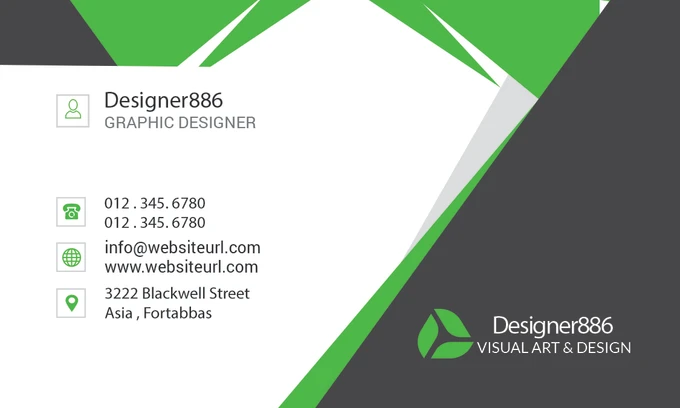 Designer886
GRAPHIC DESIGNER
012 . 345. 6780
012 . 345. 6780
info@websiteurl.com
www.websiteurl.com
3222 Blackwell Street
Asia , Fortabbas
Designer886
VISUAL ART & DESIGN